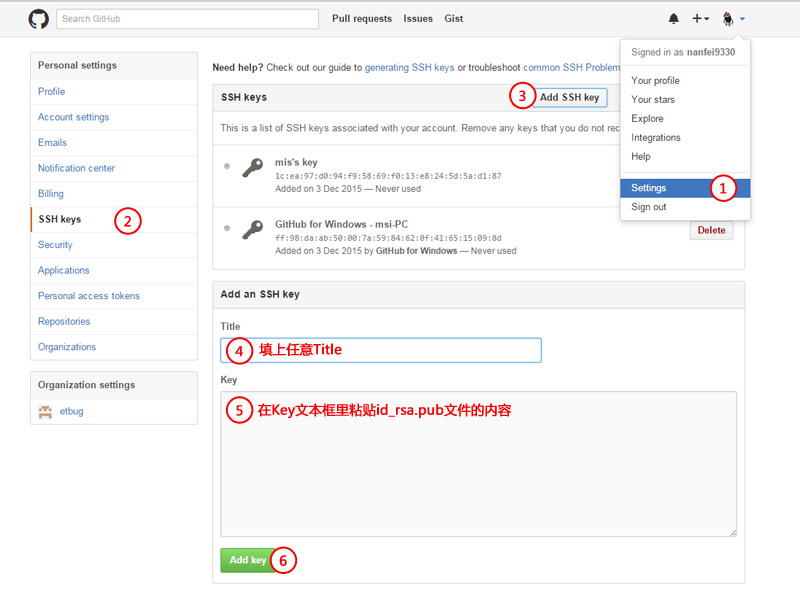 Search GitHub
Pull requests Issues Gist
Signed in as nanfei9330
Your profile
Your stars
Explore
Integrations
Help
Settings ①
Sign out
Personal settings
Profile
Account settings
Emails
Notification center
Billing
SSH keys ②
Security
Applications
Personal access tokens
Repositories
Organizations
Organization settings
etbug
Need help? Check out our guide to generating SSH keys or troubleshoot common SSH Problem
SSH keys ③ Add SSH key
This is a list of SSH keys associated with your account. Remove any keys that you do not rec
mis's key
1c:ea:97:d0:94:f9:58:69:f0:13:e8:24:5d:5a:d1:87
Added on 3 Dec 2015 — Never used
GitHub for Windows - msi-PC
ff:98:da:ab:50:00:7a:59:84:62:0f:41:65:15:09:8d
Added on 3 Dec 2015 by GitHub for Windows — Never used
Delete
Add an SSH key
Title
④ 填上任意Title
Key
⑤ 在Key文本框里粘贴id_rsa.pub文件的内容
Add key ⑥